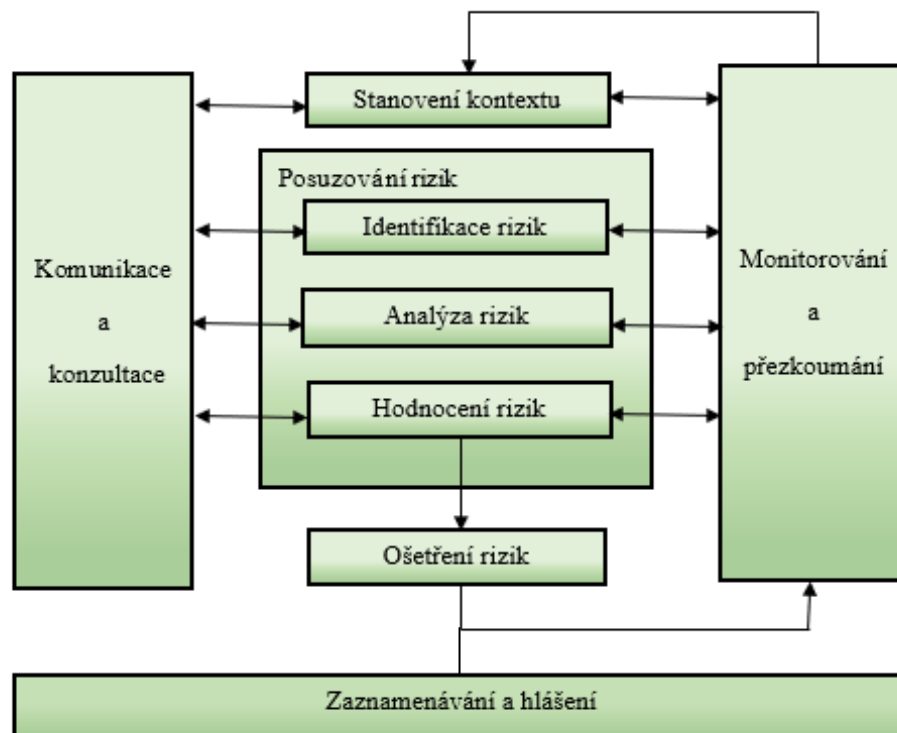 Stanovení kontextu
Posuzování rizik
Identifikace rizik
Komunikace
a
konzultace
Analýza rizik
Monitorování
a
přezkoumání
Hodnocení rizik
Ošetření rizik
Zaznamenávání a hlášení